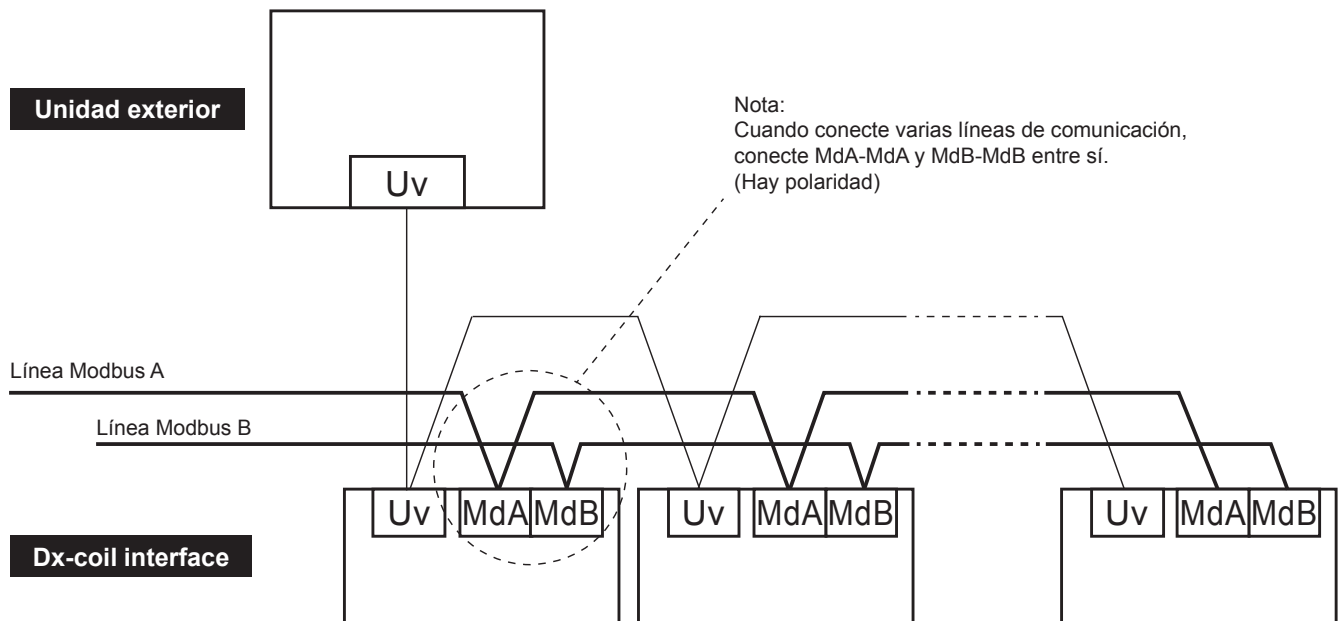 Unidad exterior
Uv
Nota:
Cuando conecte varias líneas de comunicación,
conecte MdA-MdA y MdB-MdB entre sí.
(Hay polaridad)
Línea Modbus A
Línea Modbus B
Uv MdA MdB Uv MdA MdB Uv MdA MdB
Dx-coil interface